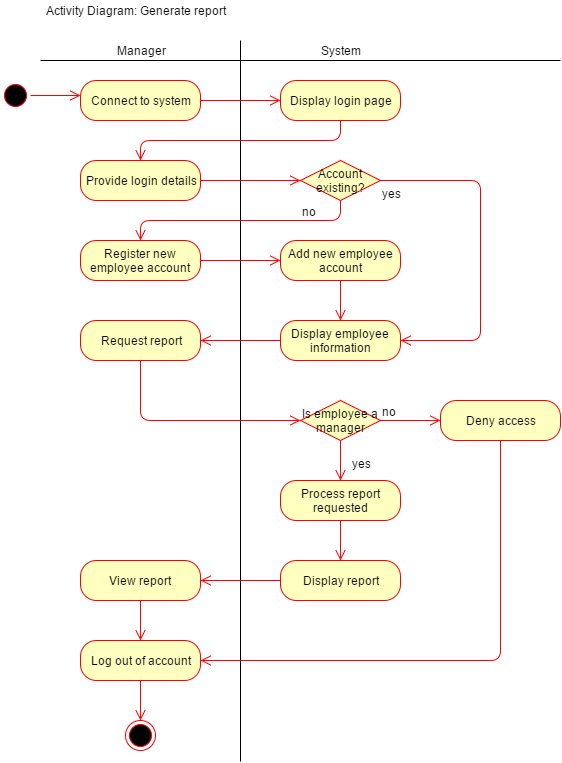 Activity Diagram: Generate report
Manager
System
Connect to system
Display login page
Provide login details
Account
existing?
yes
no
Register new
employee account
Add new employee
account
Request report
Display employee
information
Is employee a
manager
no
Deny access
yes
Process report
requested
View report
Display report
Log out of account